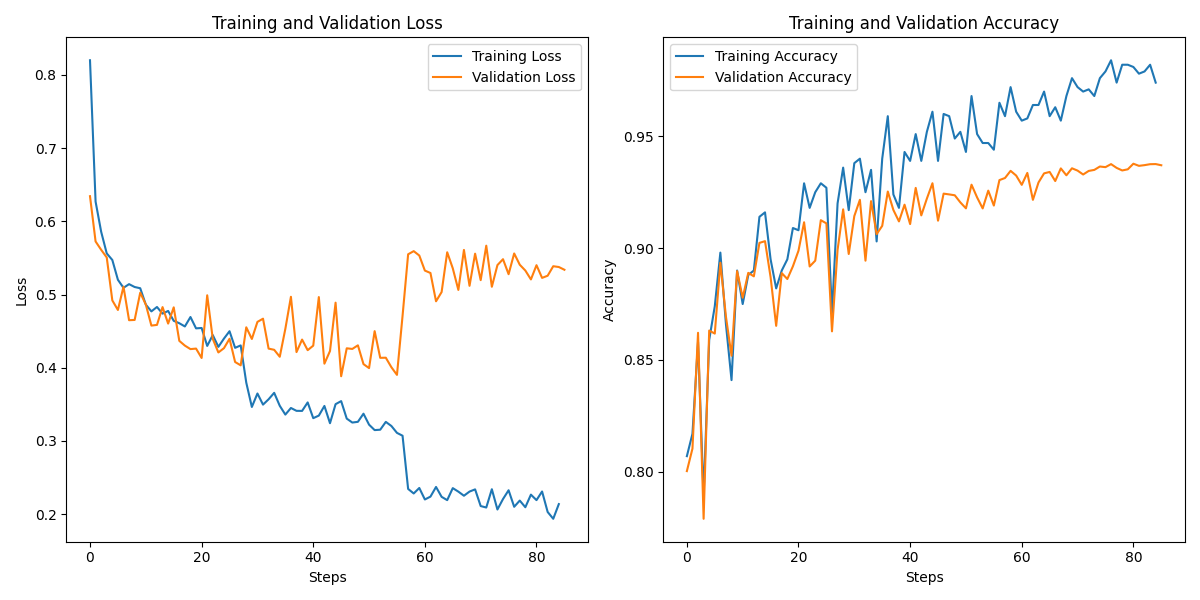 Training and Validation Loss
Training Loss
Validation Loss
Loss
0.8
0.7
0.6
0.5
0.4
0.3
0.2
0 20 40 60 80
Steps
Training and Validation Accuracy
Training Accuracy
Validation Accuracy
Accuracy
0.95
0.90
0.85
0.80
0 20 40 60 80
Steps